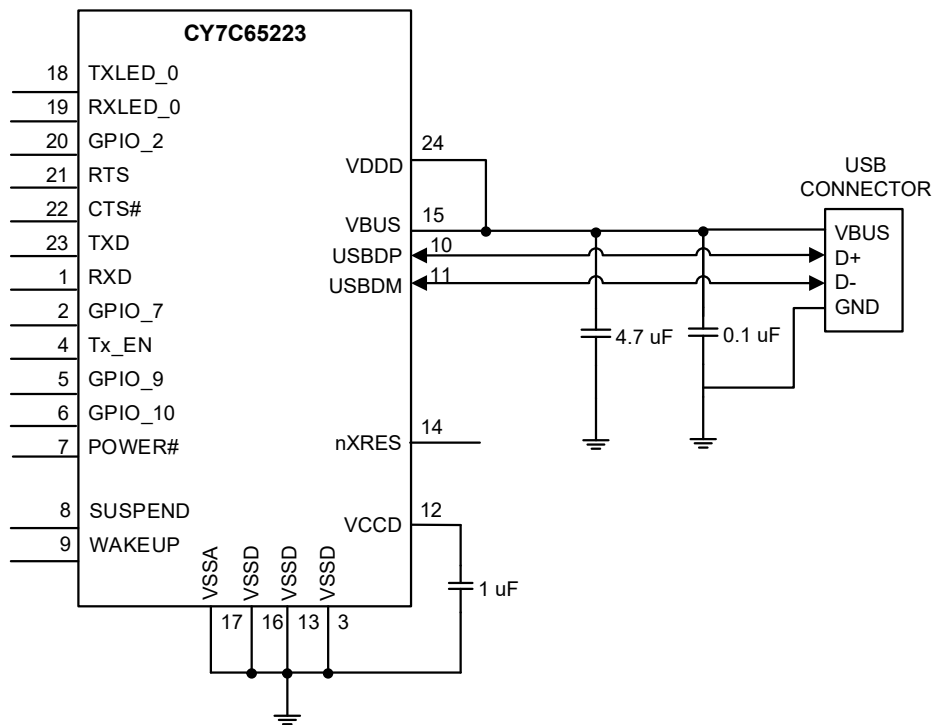 CY7C65223
18 TXLED_0
19 RXLED_0
20 GPIO_2
21 RTS
22 CTS#
23 TXD
1 RXD
2 GPIO_7
4 Tx_EN
5 GPIO_9
6 GPIO_10
7 POWER#
8 SUSPEND
9 WAKEUP
VDDD 24
VBUS 15
USBDP 10
USBDM 11
nXRES 14
VCCD 12
VSSA
VSSD
VSSD
VSSD
17 16 13 3
1 uF
4.7 uF
0.1 uF
USB
CONNECTOR
VBUS
D+
D-
GND